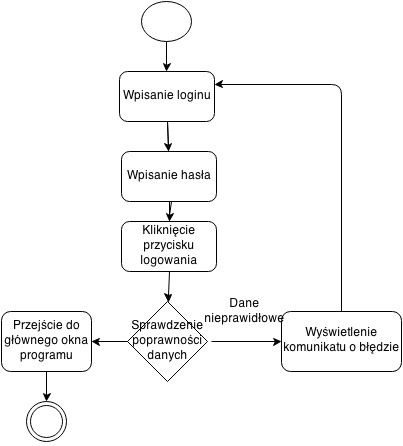 Wpisanie loginu
Wpisanie hasła
Kliknięcie
przycisku
logowania
Dane
nieprawidłowe
Przejście do
głównego okna
programu
Sprawdzenie
poprawności
danych
Wyświetlenie
komunikatu o błędzie